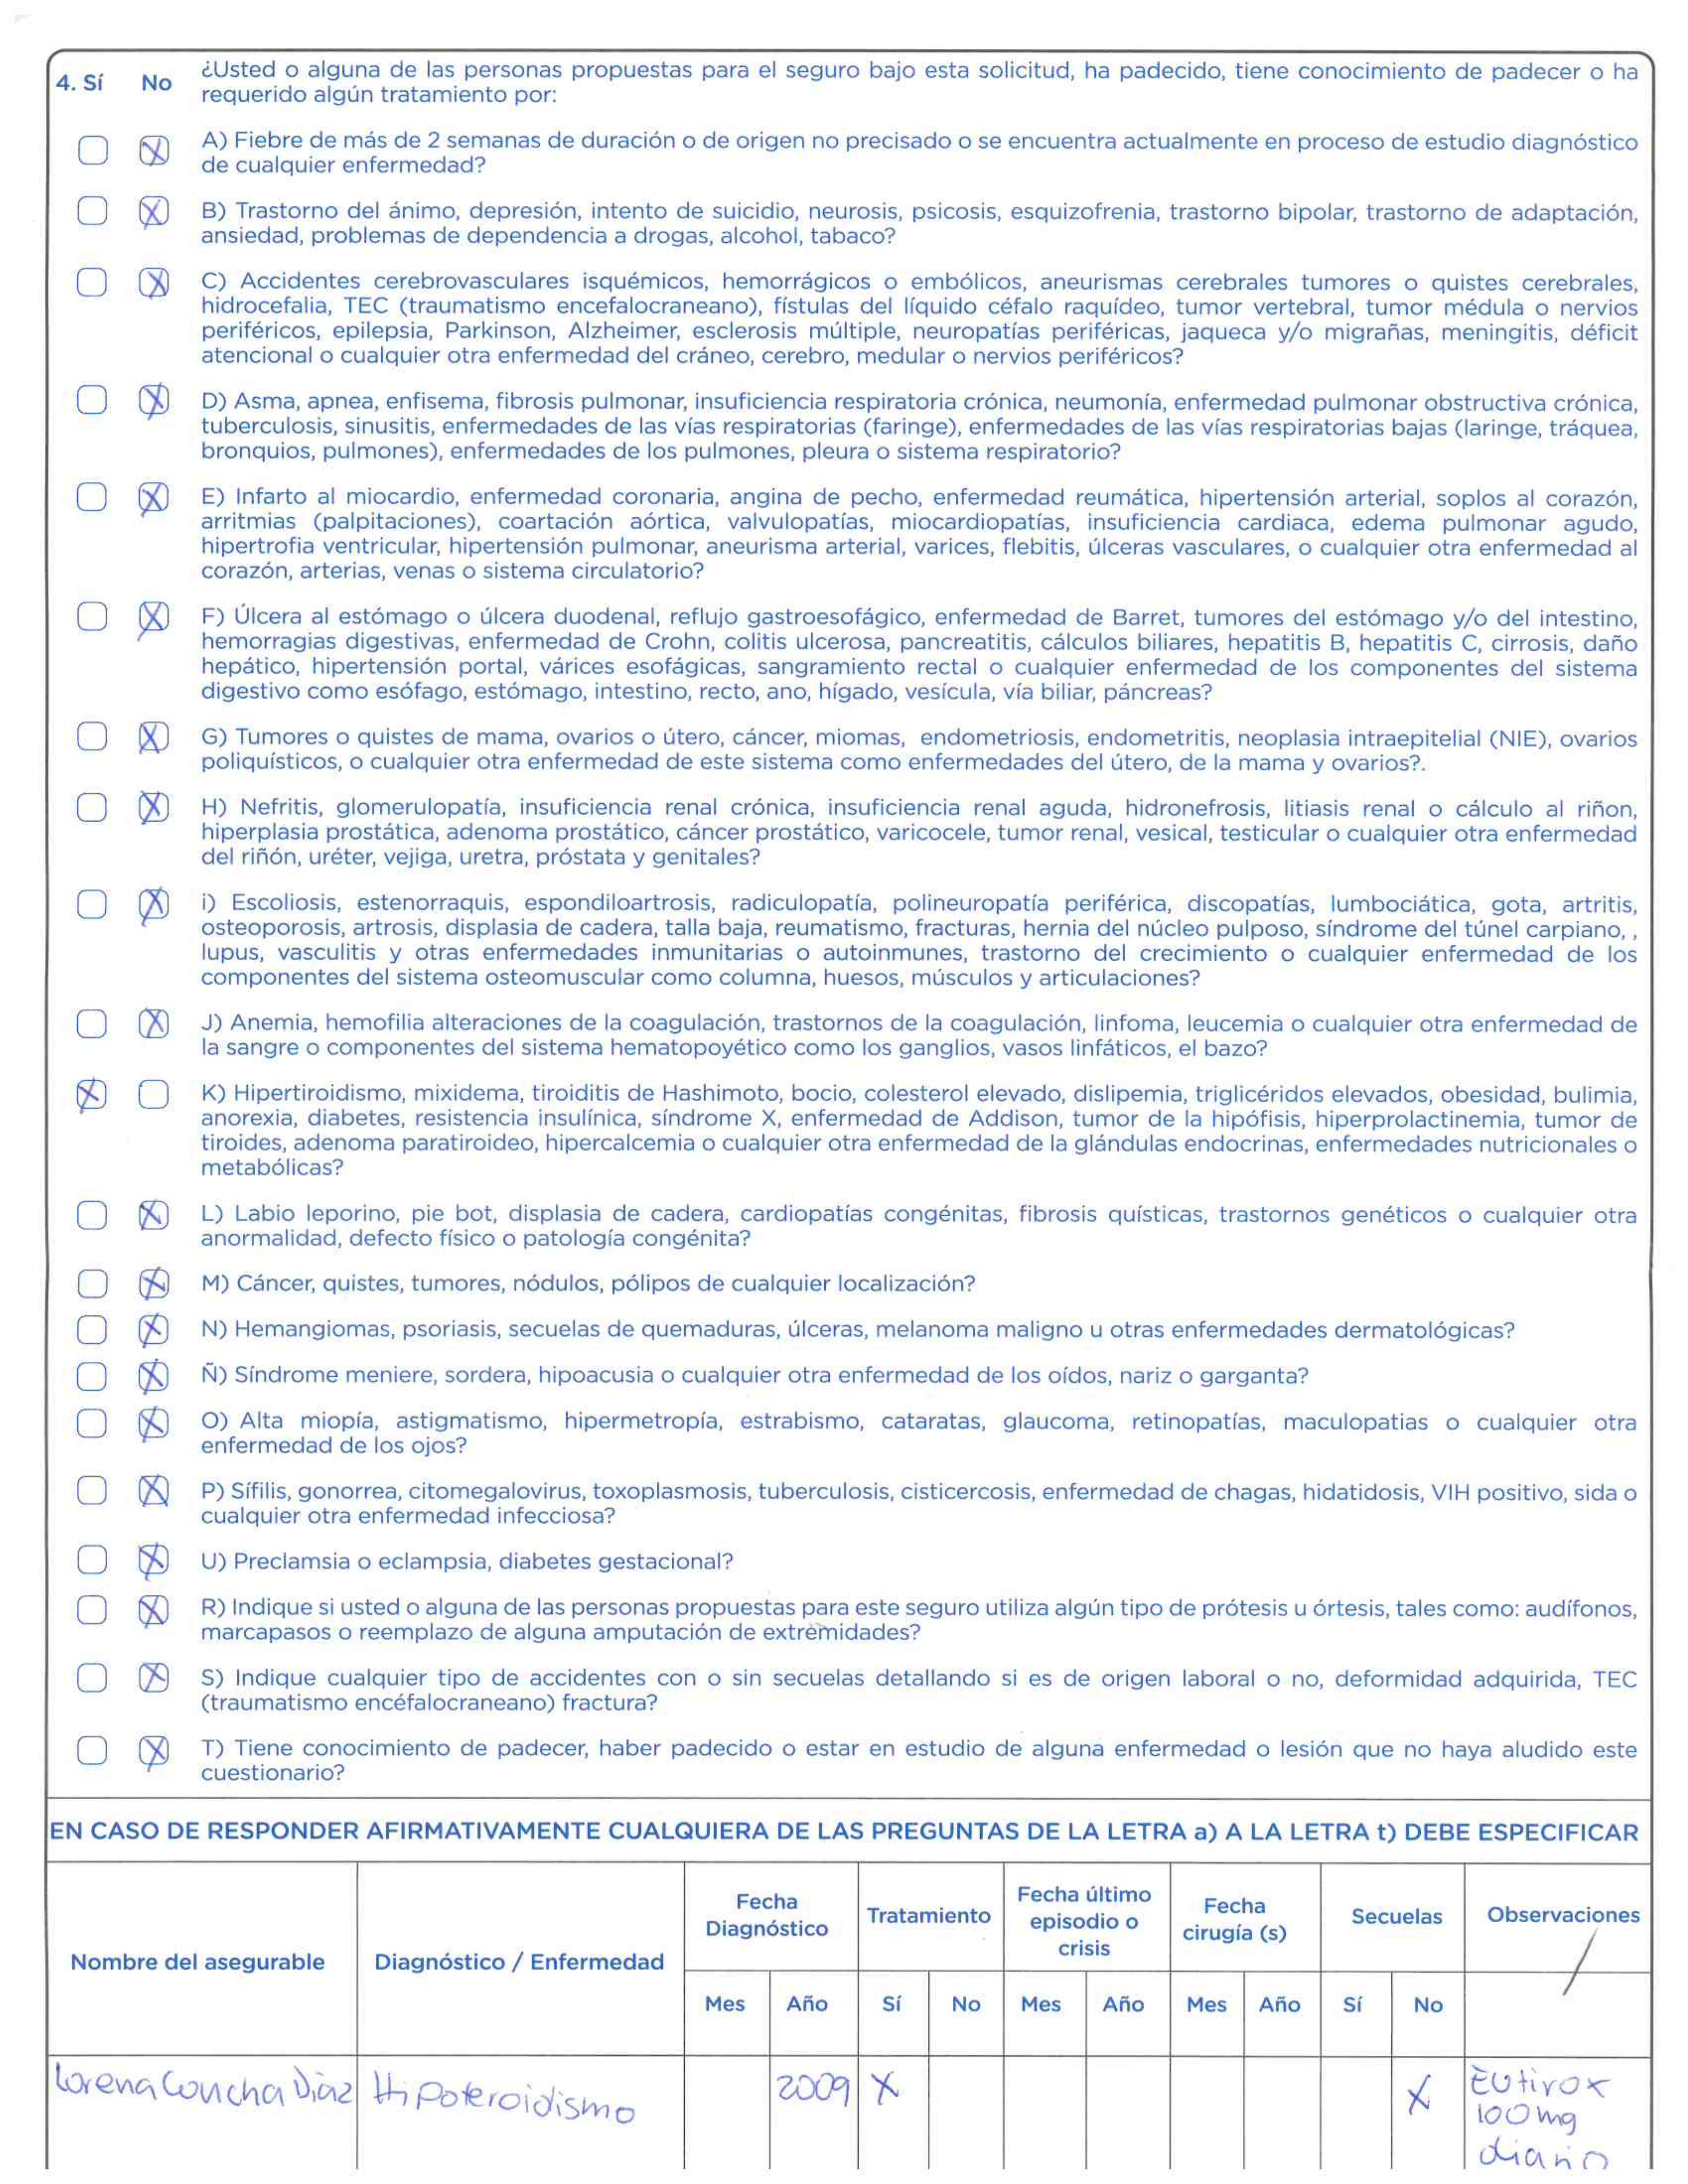 4. Sí No ¿Usted o alguna de las personas propuestas para el seguro bajo esta solicitud, ha padecido, tiene conocimiento de padecer o ha
requerido algún tratamiento por:
X A) Fiebre de más de 2 semanas de duración o de origen no precisado o se encuentra actualmente en proceso de estudio diagnóstico
de cualquier enfermedad?
X B) Trastorno del ánimo, depresión, intento de suicidio, neurosis, psicosis, esquizofrenia, trastorno bipolar, trastorno de adaptación,
ansiedad, problemas de dependencia a drogas, alcohol, tabaco?
X C) Accidentes cerebrovasculares isquémicos, hemorrágicos o embólicos, aneurismas cerebrales tumores o quistes cerebrales,
hidrocefalia, TEC (traumatismo encefalocraneano), fístulas del líquido céfalo raquídeo, tumor vertebral, tumor médula o nervios
periféricos, epilepsia, Parkinson, Alzheimer, esclerosis múltiple, neuropatías periféricas, jaqueca y/o migrañas, meningitis, déficit
atencional o cualquier otra enfermedad del cráneo, cerebro, medular o nervios periféricos?
X D) Asma, apnea, enfisema, fibrosis pulmonar, insuficiencia respiratoria crónica, neumonía, enfermedad pulmonar obstructiva crónica,
tuberculosis, sinusitis, enfermedades de las vías respiratorias (faringe), enfermedades de las vías respiratorias bajas (laringe, tráquea,
bronquios, pulmones), enfermedades de los pulmones, pleura o sistema respiratorio?
X E) Infarto al miocardio, enfermedad coronaria, angina de pecho, enfermedad reumática, hipertensión arterial, soplos al corazón,
arritmias (palpitaciones), coartación aórtica, valvulopatías, miocardiopatías, insuficiencia cardiaca, edema pulmonar agudo,
hipertrofia ventricular, hipertensión pulmonar, aneurisma arterial, varices, flebitis, úlceras vasculares, o cualquier otra enfermedad al
corazón, arterias, venas o sistema circulatorio?
X F) Úlcera al estómago o úlcera duodenal, reflujo gastroesofágico, enfermedad de Barret, tumores del estómago y/o del intestino,
hemorragias digestivas, enfermedad de Crohn, colitis ulcerosa, pancreatitis, cálculos biliares, hepatitis B, hepatitis C, cirrosis, daño
hepático, hipertensión portal, várices esofágicas, sangramiento rectal o cualquier enfermedad de los componentes del sistema
digestivo como esófago, estómago, intestino, recto, ano, hígado, vesícula, vía biliar, páncreas?
X G) Tumores o quistes de mama, ovarios o útero, cáncer, miomas, endometriosis, endometritis, neoplasia intraepitelial (NIE), ovarios
poliquísticos, o cualquier otra enfermedad de este sistema como enfermedades del útero, de la mama y ovarios?.
X H) Nefritis, glomerulopatía, insuficiencia renal crónica, insuficiencia renal aguda, hidronefrosis, litiasis renal o cálculo al riñon,
hiperplasia prostática, adenoma prostático, cáncer prostático, varicocele, tumor renal, vesical, testicular o cualquier otra enfermedad
del riñón, uréter, vejiga, uretra, próstata y genitales?
X i) Escoliosis, estenorraquis, espondiloartrosis, radiculopatía, polineuropatía periférica, discopatías, lumbociática, gota, artritis,
osteoporosis, artrosis, displasia de cadera, talla baja, reumatismo, fracturas, hernia del núcleo pulposo, síndrome del túnel carpiano, ,
lupus, vasculitis y otras enfermedades inmunitarias o autoinmunes, trastorno del crecimiento o cualquier enfermedad de los
componentes del sistema osteomuscular como columna, huesos, músculos y articulaciones?
X J) Anemia, hemofilia alteraciones de la coagulación, trastornos de la coagulación, linfoma, leucemia o cualquier otra enfermedad de
la sangre o componentes del sistema hematopoyético como los ganglios, vasos linfáticos, el bazo?
X K) Hipertiroidismo, mixidema, tiroiditis de Hashimoto, bocio, colesterol elevado, dislipemia, triglicéridos elevados, obesidad, bulimia,
anorexia, diabetes, resistencia insulínica, síndrome X, enfermedad de Addison, tumor de la hipófisis, hiperprolactinemia, tumor de
tiroides, adenoma paratiroideo, hipercalcemia o cualquier otra enfermedad de la glándulas endocrinas, enfermedades nutricionales o
metabólicas?
X L) Labio leporino, pie bot, displasia de cadera, cardiopatías congénitas, fibrosis quísticas, trastornos genéticos o cualquier otra
anormalidad, defecto físico o patología congénita?
X M) Cáncer, quistes, tumores, nódulos, pólipos de cualquier localización?
X N) Hemangiomas, psoriasis, secuelas de quemaduras, úlceras, melanoma maligno u otras enfermedades dermatológicas?
X Ñ) Síndrome meniere, sordera, hipoacusia o cualquier otra enfermedad de los oídos, nariz o garganta?
X O) Alta miopía, astigmatismo, hipermetropía, estrabismo, cataratas, glaucoma, retinopatías, maculopatias o cualquier otra
enfermedad de los ojos?
X P) Sífilis, gonorrea, citomegalovirus, toxoplasmosis, tuberculosis, cisticercosis, enfermedad de chagas, hidatidosis, VIH positivo, sida o
cualquier otra enfermedad infecciosa?
X U) Preclamsia o eclampsia, diabetes gestacional?
X R) Indique si usted o alguna de las personas propuestas para este seguro utiliza algún tipo de prótesis u órtesis, tales como: audífonos,
marcapasos o reemplazo de alguna amputación de extremidades?
X S) Indique cualquier tipo de accidentes con o sin secuelas detallando si es de origen laboral o no, deformidad adquirida, TEC
(traumatismo encéfalocraneano) fractura?
X T) Tiene conocimiento de padecer, haber padecido o estar en estudio de alguna enfermedad o lesión que no haya aludido este
cuestionario?
EN CASO DE RESPONDER AFIRMATIVAMENTE CUALQUIERA DE LAS PREGUNTAS DE LA LETRA a) A LA LETRA t) DEBE ESPECIFICAR
Nombre del asegurable
Diagnóstico / Enfermedad
Fecha
Diagnóstico
Tratamiento
Fecha último
episodio o
crisis
Fecha
cirugía (s)
Secuelas
Observaciones
Mes Año Sí No Mes Año Mes Año Sí No
Lorena Concha Diaz Hipoteroidismo 2009 X X Eutirox
100 mg
diario